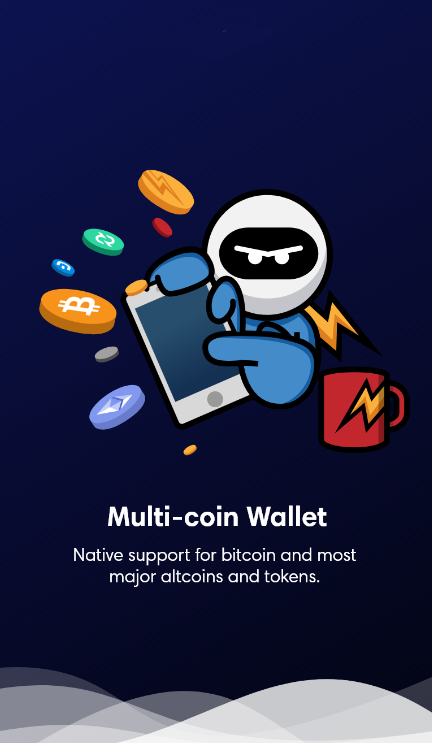 Multi-coin Wallet
Native support for bitcoin and most
major altcoins and tokens.